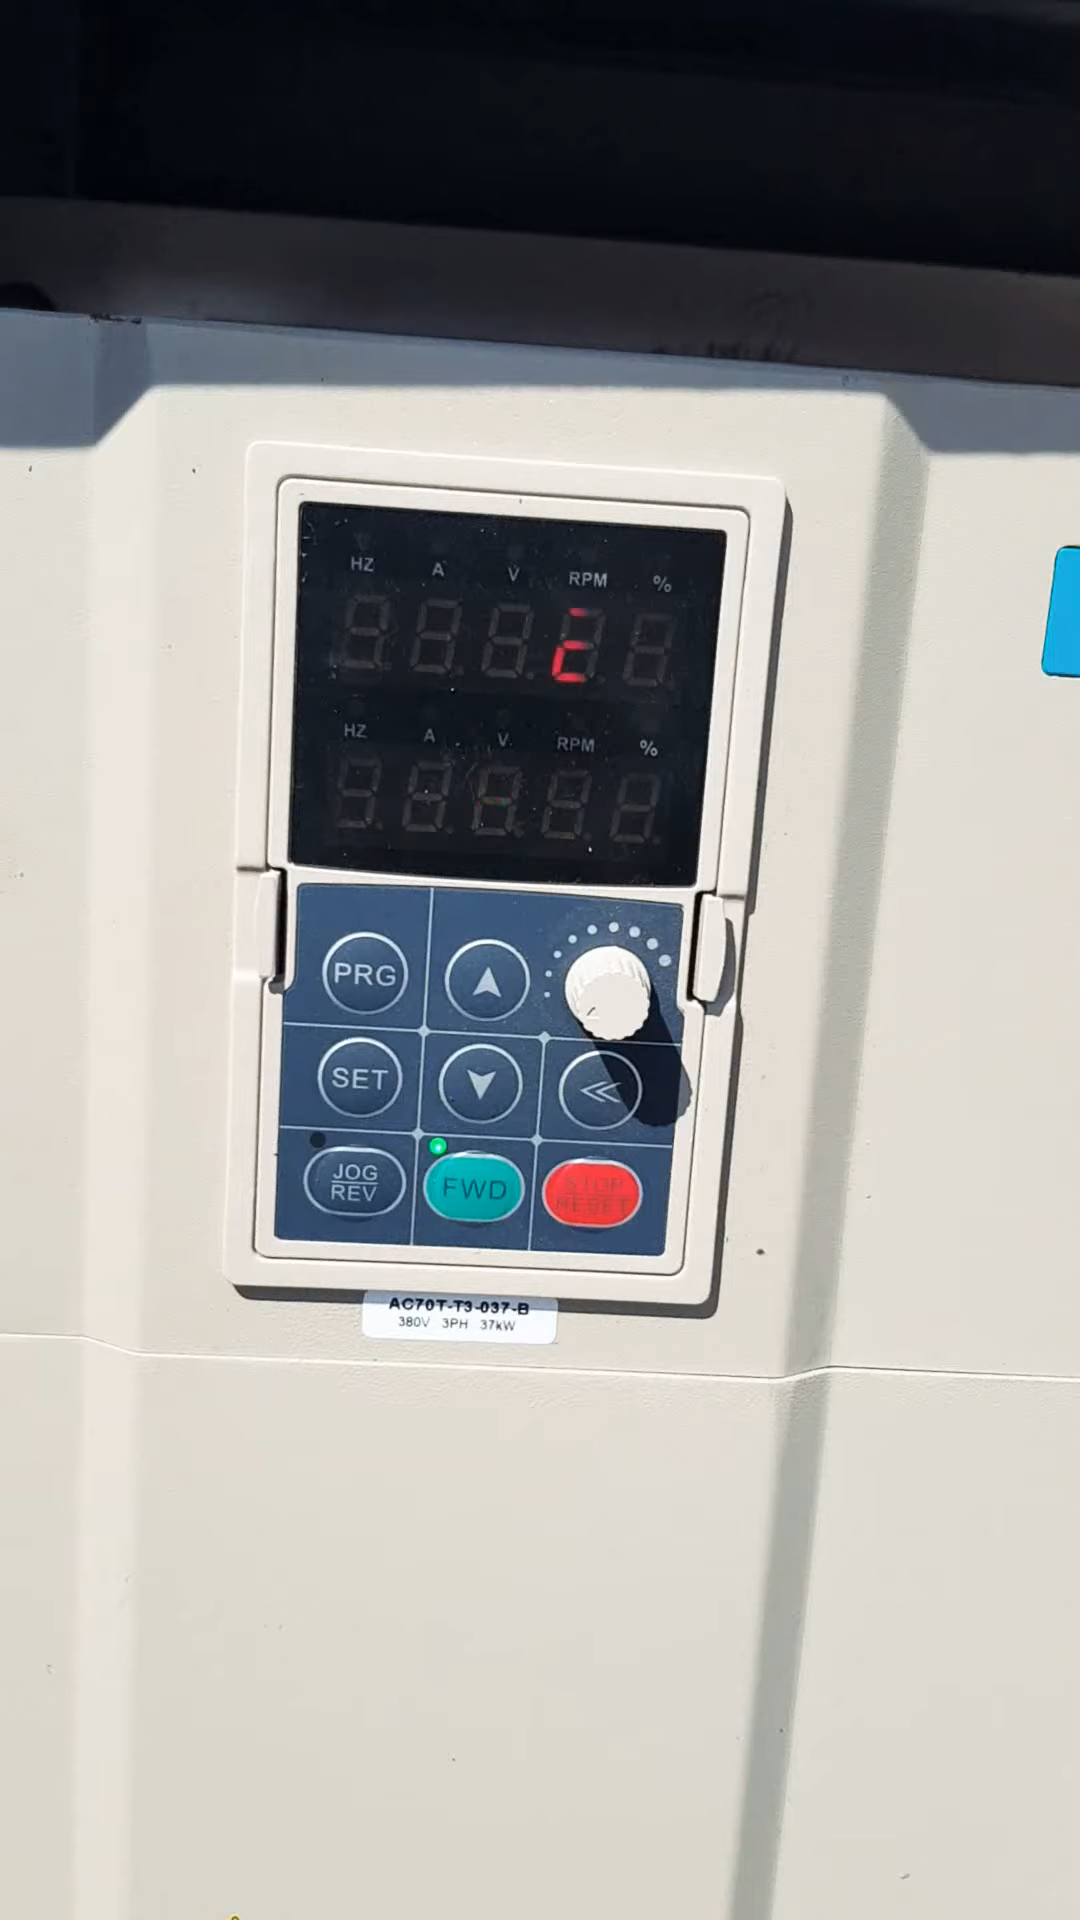 HZ A V RPM %
HZ A V RPM %
PRG
SET
JOG
REV
FWD
STOP
RESET
AC70T-T3-037-B
380V 3PH 37kW